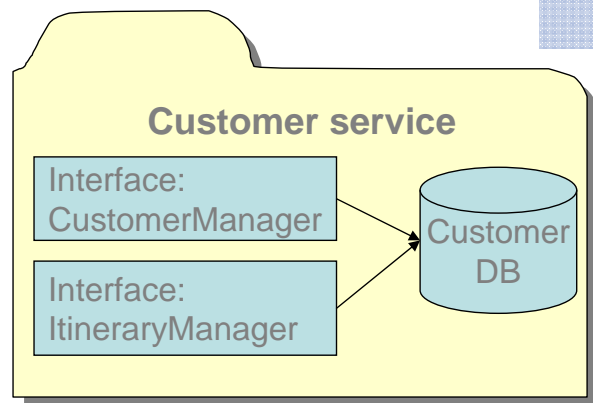 Customer service
Interface:
CustomerManager
Customer
DB
Interface:
ItineraryManager